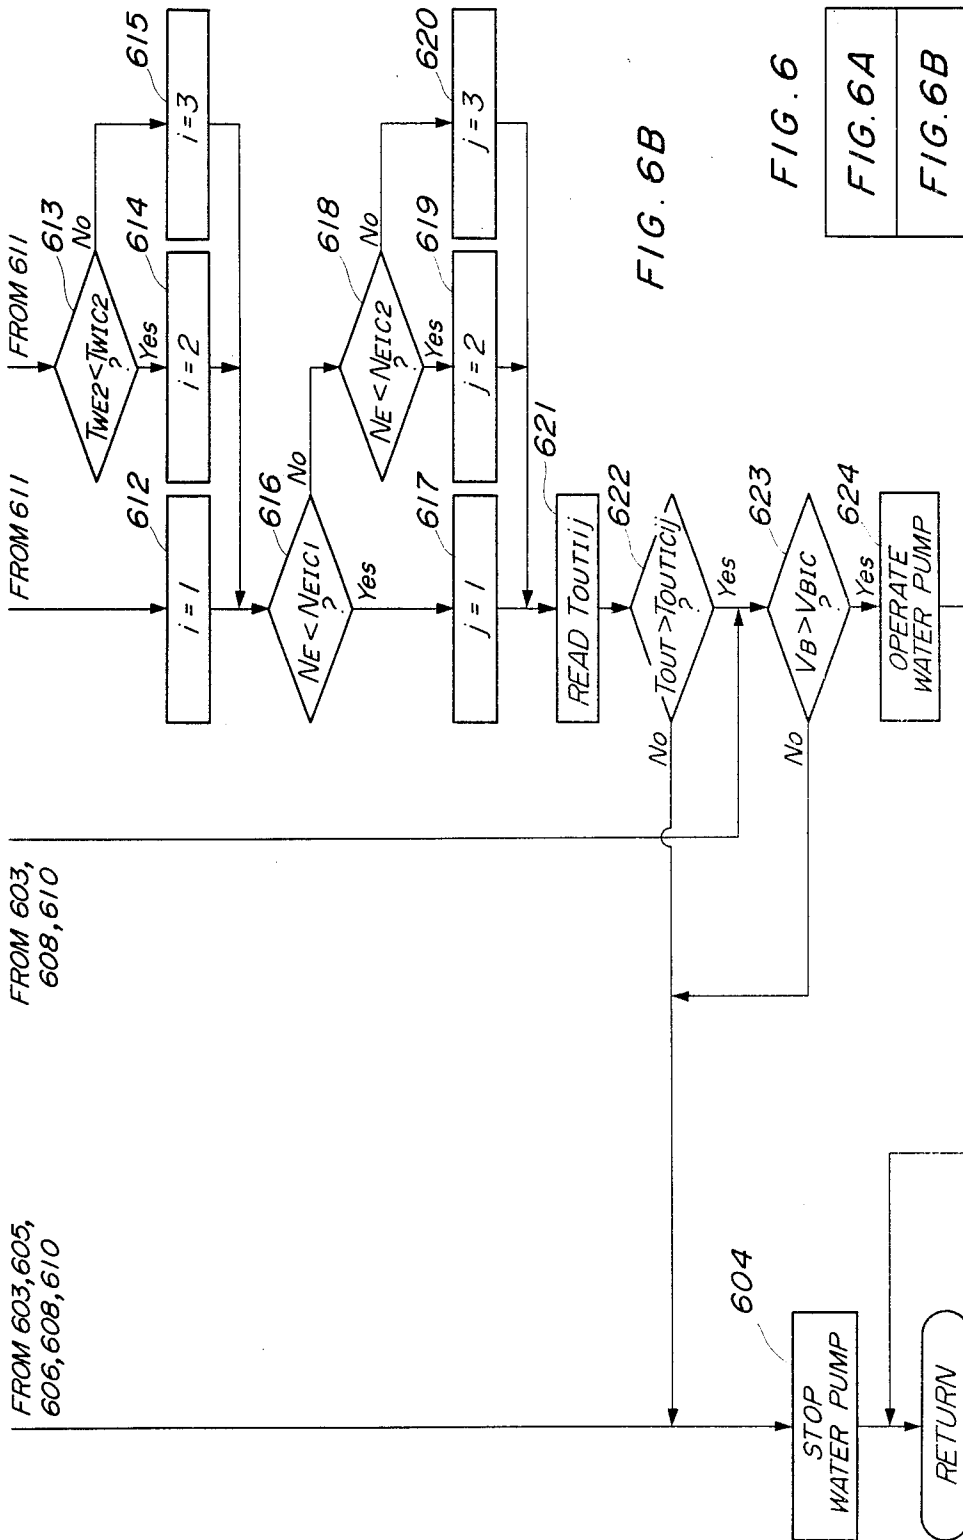 FROM 603, 605,
606, 608, 610
FROM 603,
608, 610
FROM 611
FROM 611
613
TWE2<TWIC2
?
No
Yes
612
i=1
614
i=2
615
i=3
616
NE<NEIC1
?
No
Yes
618
NE<NEIC2
?
No
Yes
617
j=1
619
j=2
620
j=3
621
READ TOUTIij
622
TOUT>TOUTICij
?
No
Yes
623
VB>VBIC
?
No
Yes
624
OPERATE
WATER PUMP
604
STOP
WATER PUMP
RETURN
FIG. 6B
FIG. 6
FIG. 6A
FIG. 6B